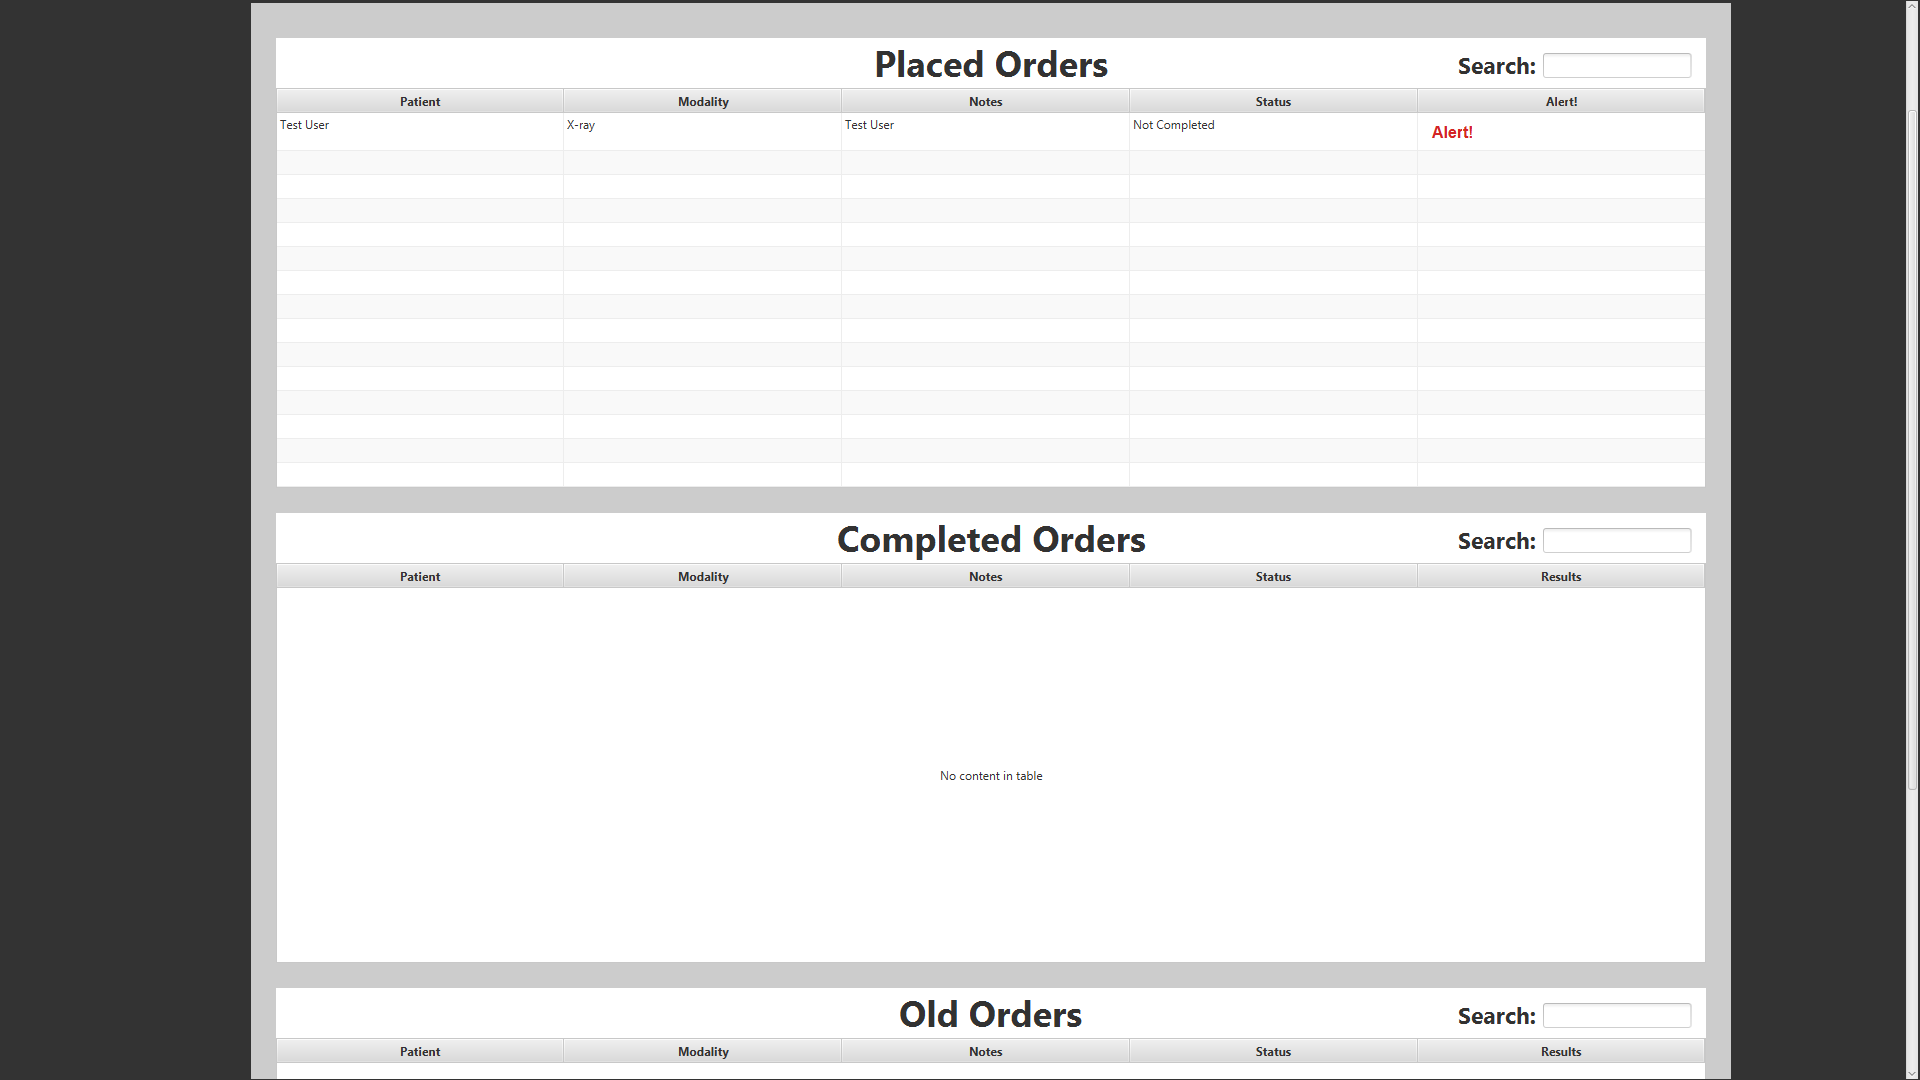 Placed Orders Search:
Patient Modality Notes Status Alert!
Test User X-ray Test User Not Completed Alert!
Completed Orders Search:
Patient Modality Notes Status Results
No content in table
Old Orders Search:
Patient Modality Notes Status Results